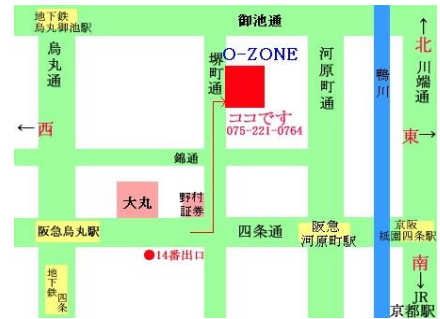 地下鉄
烏丸御池駅
御池通
↑
北
烏丸通
堺町通
O-ZONE
河原町通
鴨川
川端通
ココです
075-221-0764
←西
東→
錦通
大丸
野村
証券
阪急烏丸駅
四条通
阪急
河原町駅
京阪
祇園四条駅
●14番出口
地下鉄
四条
南
↓
JR
京都駅